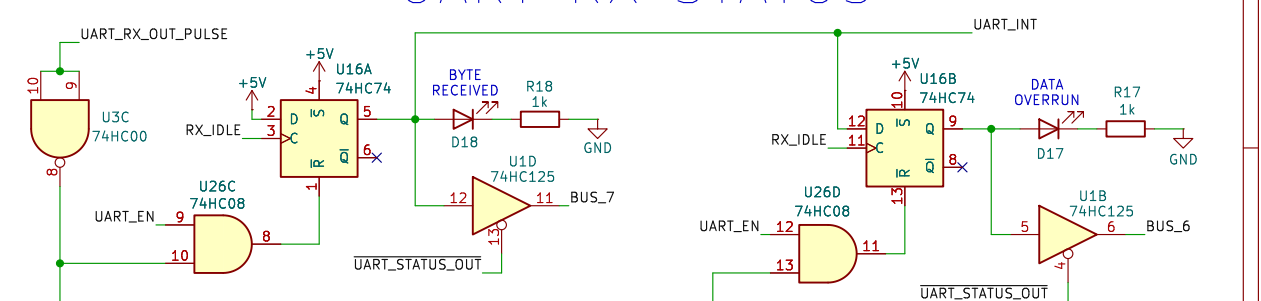 UART_RX_OUT_PULSE
10
9
U3C
74HC00
8
+5V
+5V
U16A
74HC74
4
2
3
D
C
S
Q
Q
R
5
6
1
RX_IDLE
BYTE
RECEIVED
D18
R18
1k
GND
U26C
74HC08
UART_EN
9
10
8
U1D
74HC125
12
11
13
BUS_7
UART_STATUS_OUT
UART_INT
+5V
U16B
74HC74
10
12
11
D
C
S
Q
Q
R
9
8
13
RX_IDLE
DATA
OVERRUN
D17
R17
1k
GND
U26D
74HC08
UART_EN
12
13
11
U1B
74HC125
5
6
4
BUS_6
UART_STATUS_OUT